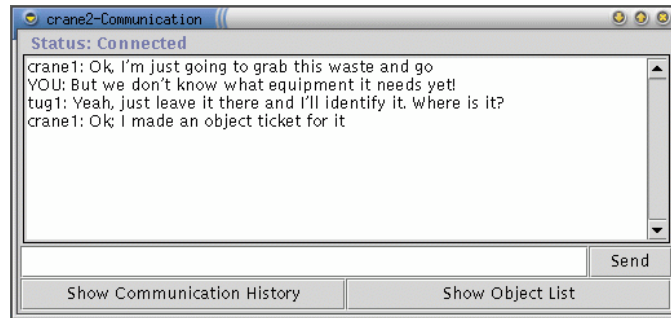 crane2-Communication
Status: Connected
crane1: Ok, I'm just going to grab this waste and go
YOU: But we don't know what equipment it needs yet!
tug1: Yeah, just leave it there and I'll identify it. Where is it?
crane1: Ok; I made an object ticket for it
Send
Show Communication History
Show Object List